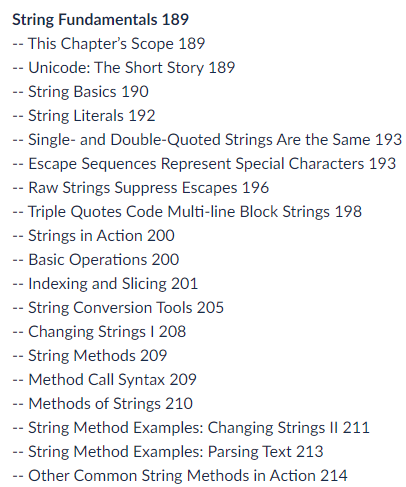 String Fundamentals 189
-- This Chapter’s Scope 189
-- Unicode: The Short Story 189
-- String Basics 190
-- String Literals 192
-- Single- and Double-Quoted Strings Are the Same 193
-- Escape Sequences Represent Special Characters 193
-- Raw Strings Suppress Escapes 196
-- Triple Quotes Code Multi-line Block Strings 198
-- Strings in Action 200
-- Basic Operations 200
-- Indexing and Slicing 201
-- String Conversion Tools 205
-- Changing Strings I 208
-- String Methods 209
-- Method Call Syntax 209
-- Methods of Strings 210
-- String Method Examples: Changing Strings II 211
-- String Method Examples: Parsing Text 213
-- Other Common String Methods in Action 214